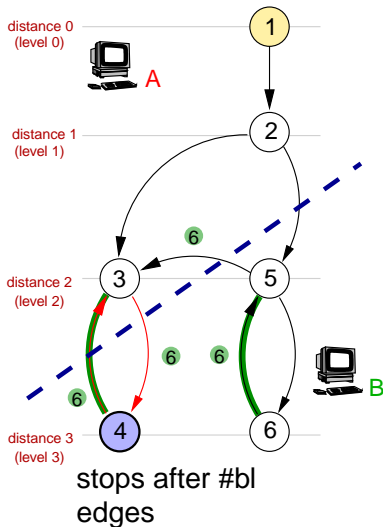 distance 0
(level 0)
1
A
distance 1
(level 1)
2
6
distance 2
(level 2)
3
5
6
6
B
6
distance 3
(level 3)
4
6
stops after #bl
edges